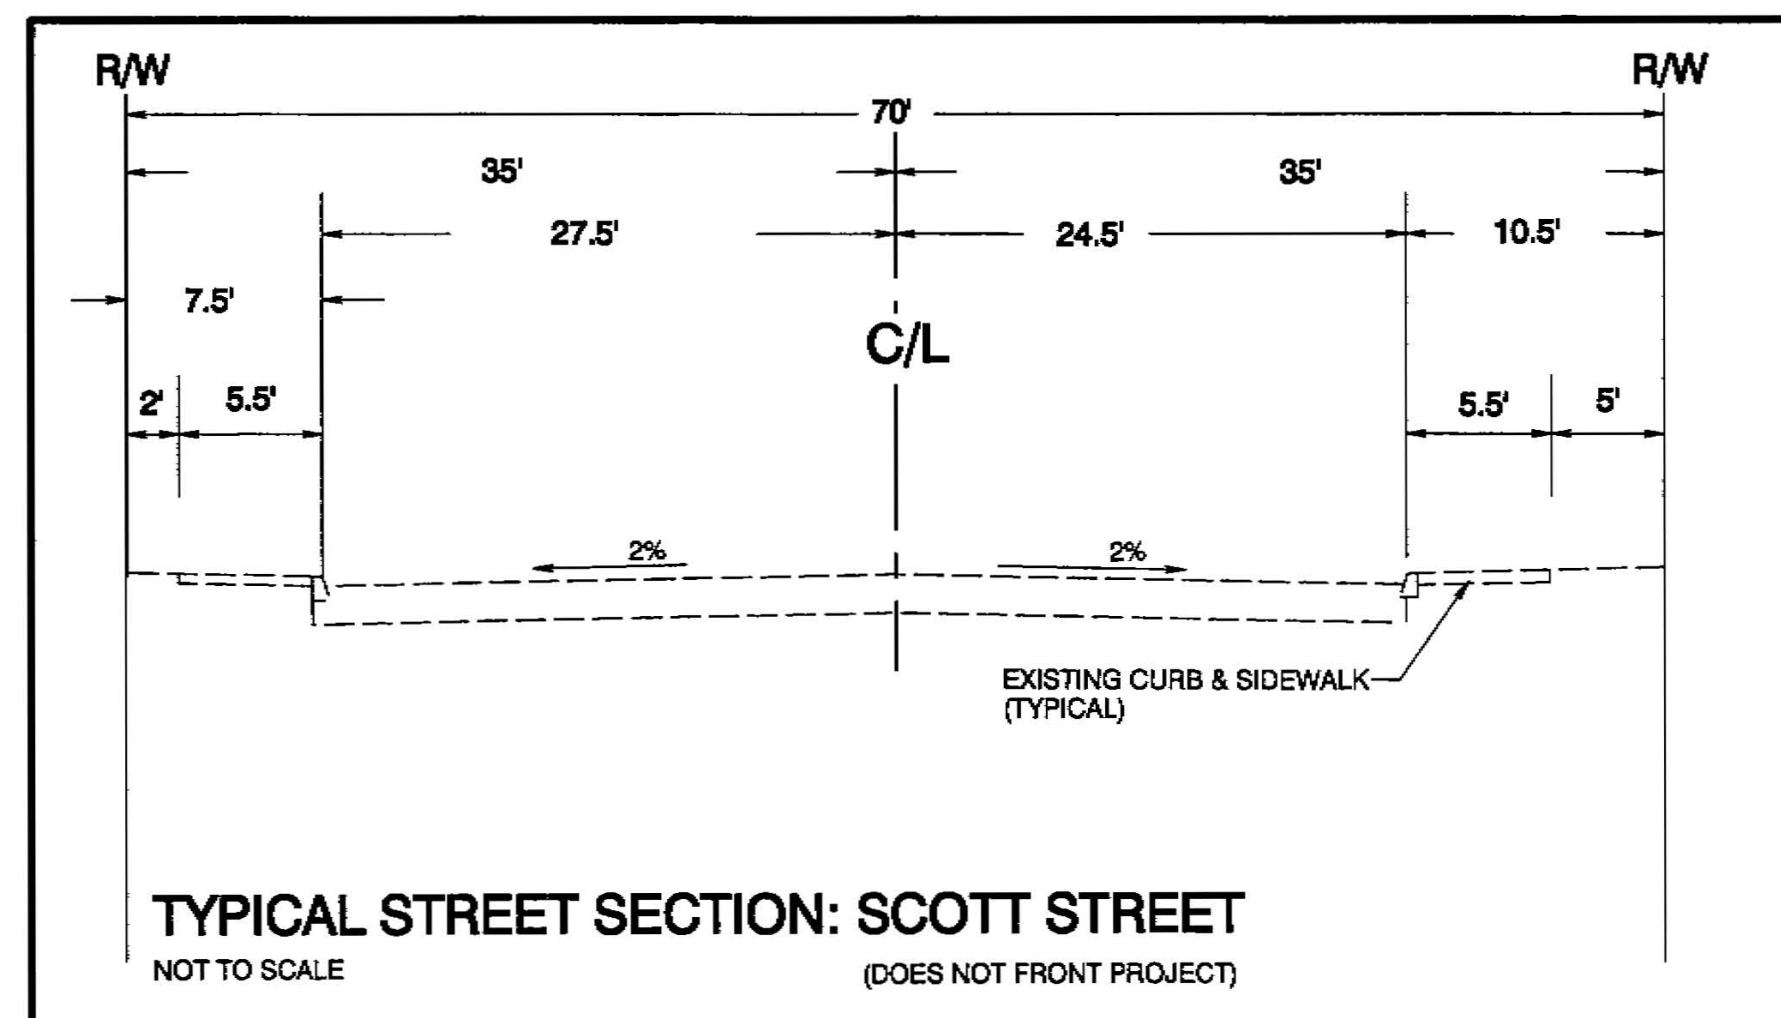 R/W
R/W
70'
35'
35'
27.5'
24.5'
10.5'
7.5'
C/L
2'
5.5'
5.5'
5'
2%
2%
EXISTING CURB & SIDEWALK
(TYPICAL)
TYPICAL STREET SECTION: SCOTT STREET
NOT TO SCALE
(DOES NOT FRONT PROJECT)